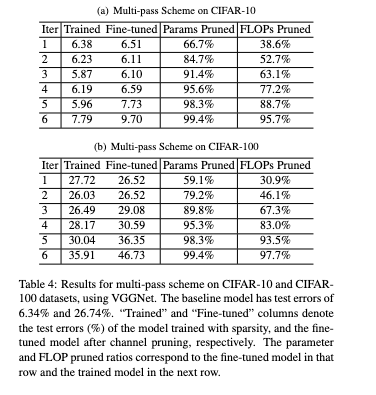 (a) Multi-pass Scheme on CIFAR-10
Iter Trained Fine-tuned Params Pruned FLOPs Pruned
1 6.38 6.51 66.7% 38.6%
2 6.23 6.11 84.7% 52.7%
3 5.87 6.10 91.4% 63.1%
4 6.19 6.59 95.6% 77.2%
5 5.96 7.73 98.3% 88.7%
6 7.79 9.70 99.4% 95.7%
(b) Multi-pass Scheme on CIFAR-100
Iter Trained Fine-tuned Params Pruned FLOPs Pruned
1 27.72 26.52 59.1% 30.9%
2 26.03 26.52 79.2% 46.1%
3 26.49 29.08 89.8% 67.3%
4 28.17 30.59 95.3% 83.0%
5 30.04 36.35 98.3% 93.5%
6 35.91 46.73 99.4% 97.7%
Table 4: Results for multi-pass scheme on CIFAR-10 and CIFAR-
100 datasets, using VGGNet. The baseline model has test errors of
6.34% and 26.74%. “Trained” and “Fine-tuned” columns denote
the test errors (%) of the model trained with sparsity, and the fine-
tuned model after channel pruning, respectively. The parameter
and FLOP pruned ratios correspond to the fine-tuned model in that
row and the trained model in the next row.